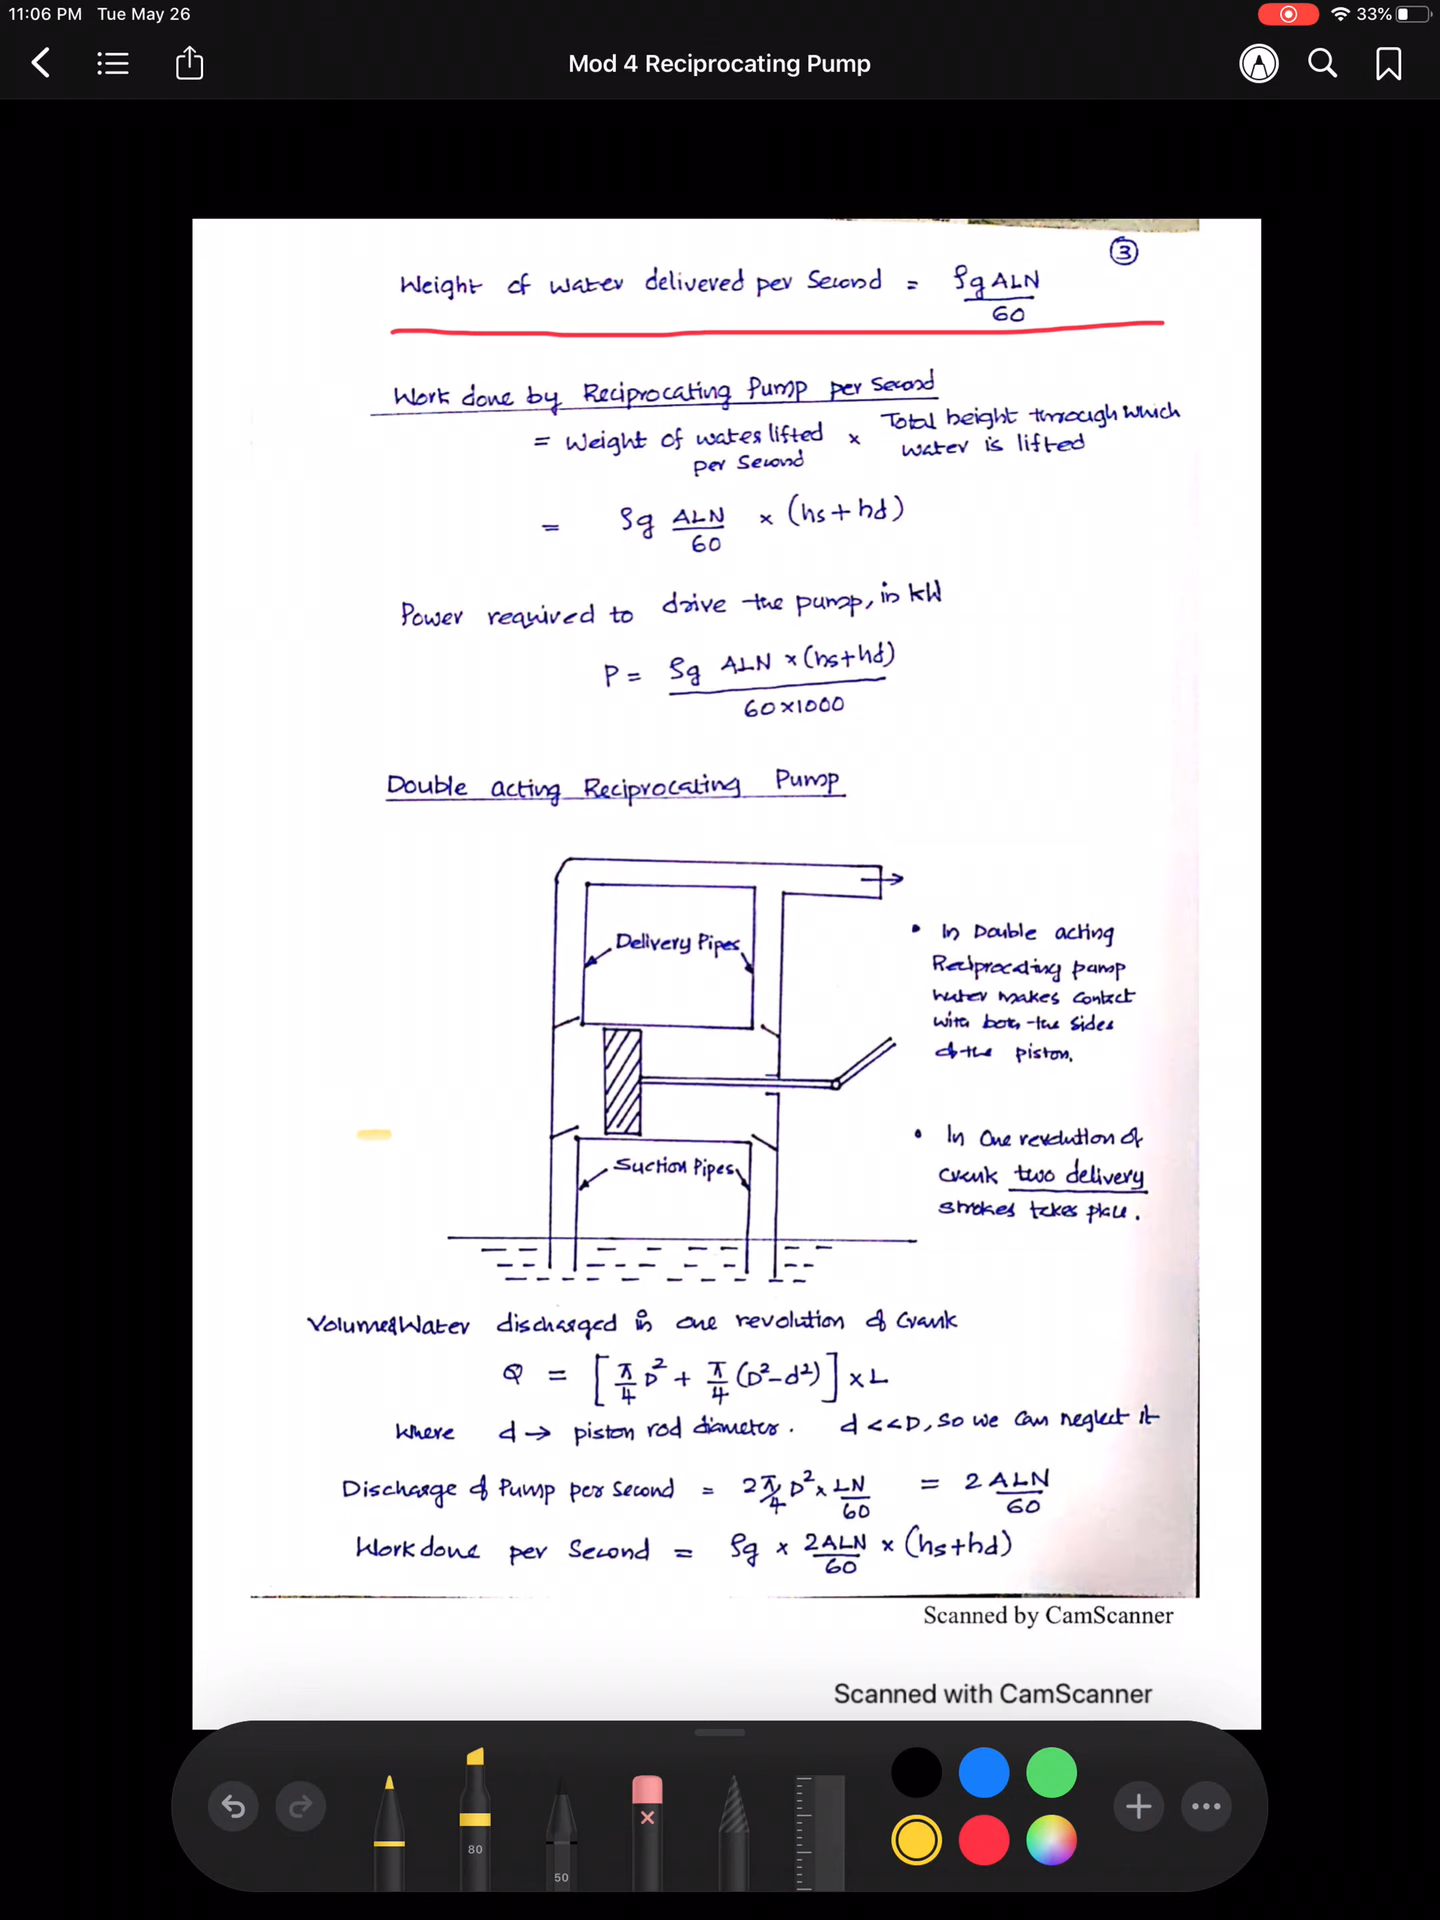 11:06 PM Tue May 26
33%
Mod 4 Reciprocating Pump
3
Weight of water delivered per Second = ρg ALN / 60
Work done by Reciprocating Pump per Second
= Weight of water lifted per Second × Total height through which water is lifted
= ρg ALN / 60 × (hs + hd)
Power required to drive the pump, in kW
P = ρg ALN × (hs+hd) / 60×1000
Double acting Reciprocating Pump
Delivery Pipes
• In Double acting
Reciprocating pump
water makes contact
with both the sides
of the piston.
Suction Pipes
• In One revolution of
crank two delivery
strokes takes place.
Volume of Water discharged in one revolution of Crank
Q = [π/4 D² + π/4 (D²-d²)] × L
Where d → piston rod diameter. d <<D, So we can neglect it
Discharge of Pump per Second = 2 π/4 D² × LN/60 = 2 ALN/60
Workdone per Second = ρg × 2ALN/60 × (hs+hd)
Scanned by CamScanner
Scanned with CamScanner
80
50